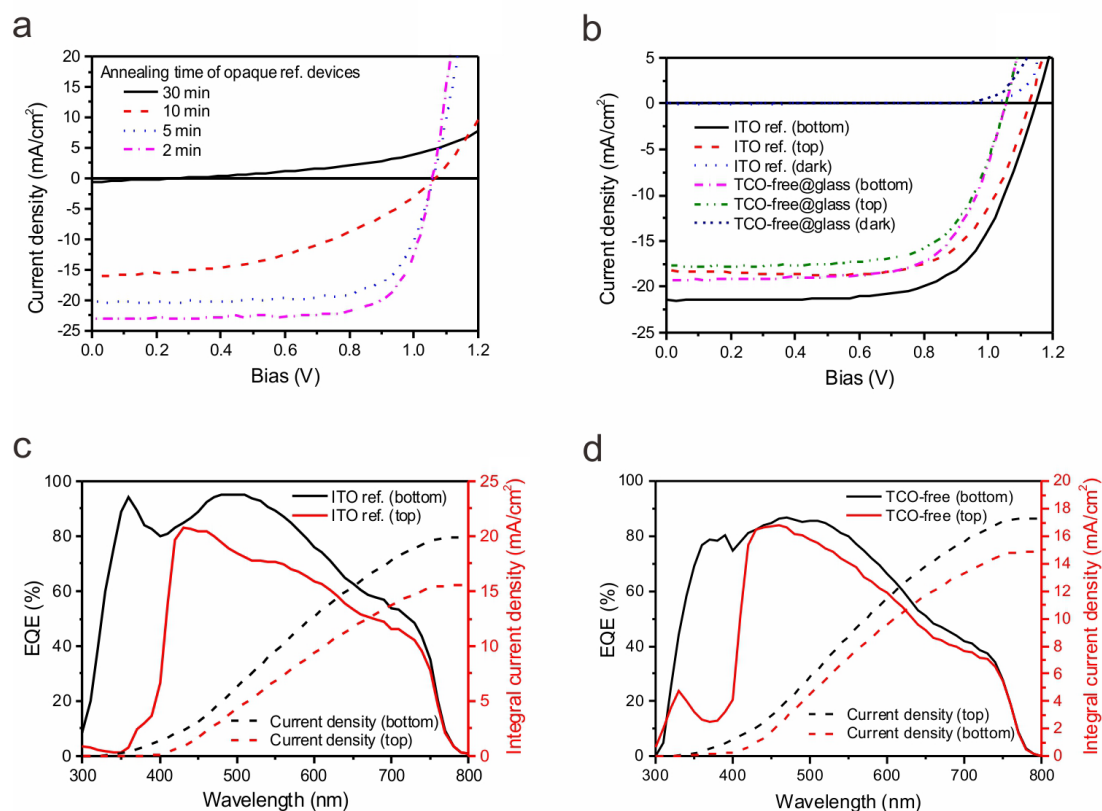 a
Annealing time of opaque ref. devices
30 min
10 min
5 min
2 min
20
15
10
5
0
-5
-10
-15
-20
-25
Current density (mA/cm²)
0.0 0.2 0.4 0.6 0.8 1.0 1.2
Bias (V)
b
ITO ref. (bottom)
ITO ref. (top)
ITO ref. (dark)
TCO-free@glass (bottom)
TCO-free@glass (top)
TCO-free@glass (dark)
5
0
-5
-10
-15
-20
-25
Current density (mA/cm²)
0.0 0.2 0.4 0.6 0.8 1.0 1.2
Bias (V)
c
ITO ref. (bottom)
ITO ref. (top)
Current density (bottom)
Current density (top)
100
80
60
40
20
0
EQE (%)
25
20
15
10
5
0
Integral current density (mA/cm²)
300 400 500 600 700 800
Wavelength (nm)
d
TCO-free (bottom)
TCO-free (top)
Current density (top)
Current density (bottom)
100
80
60
40
20
0
EQE (%)
20
18
16
14
12
10
8
6
4
2
0
Integral current density (mA/cm²)
300 400 500 600 700 800
Wavelength (nm)